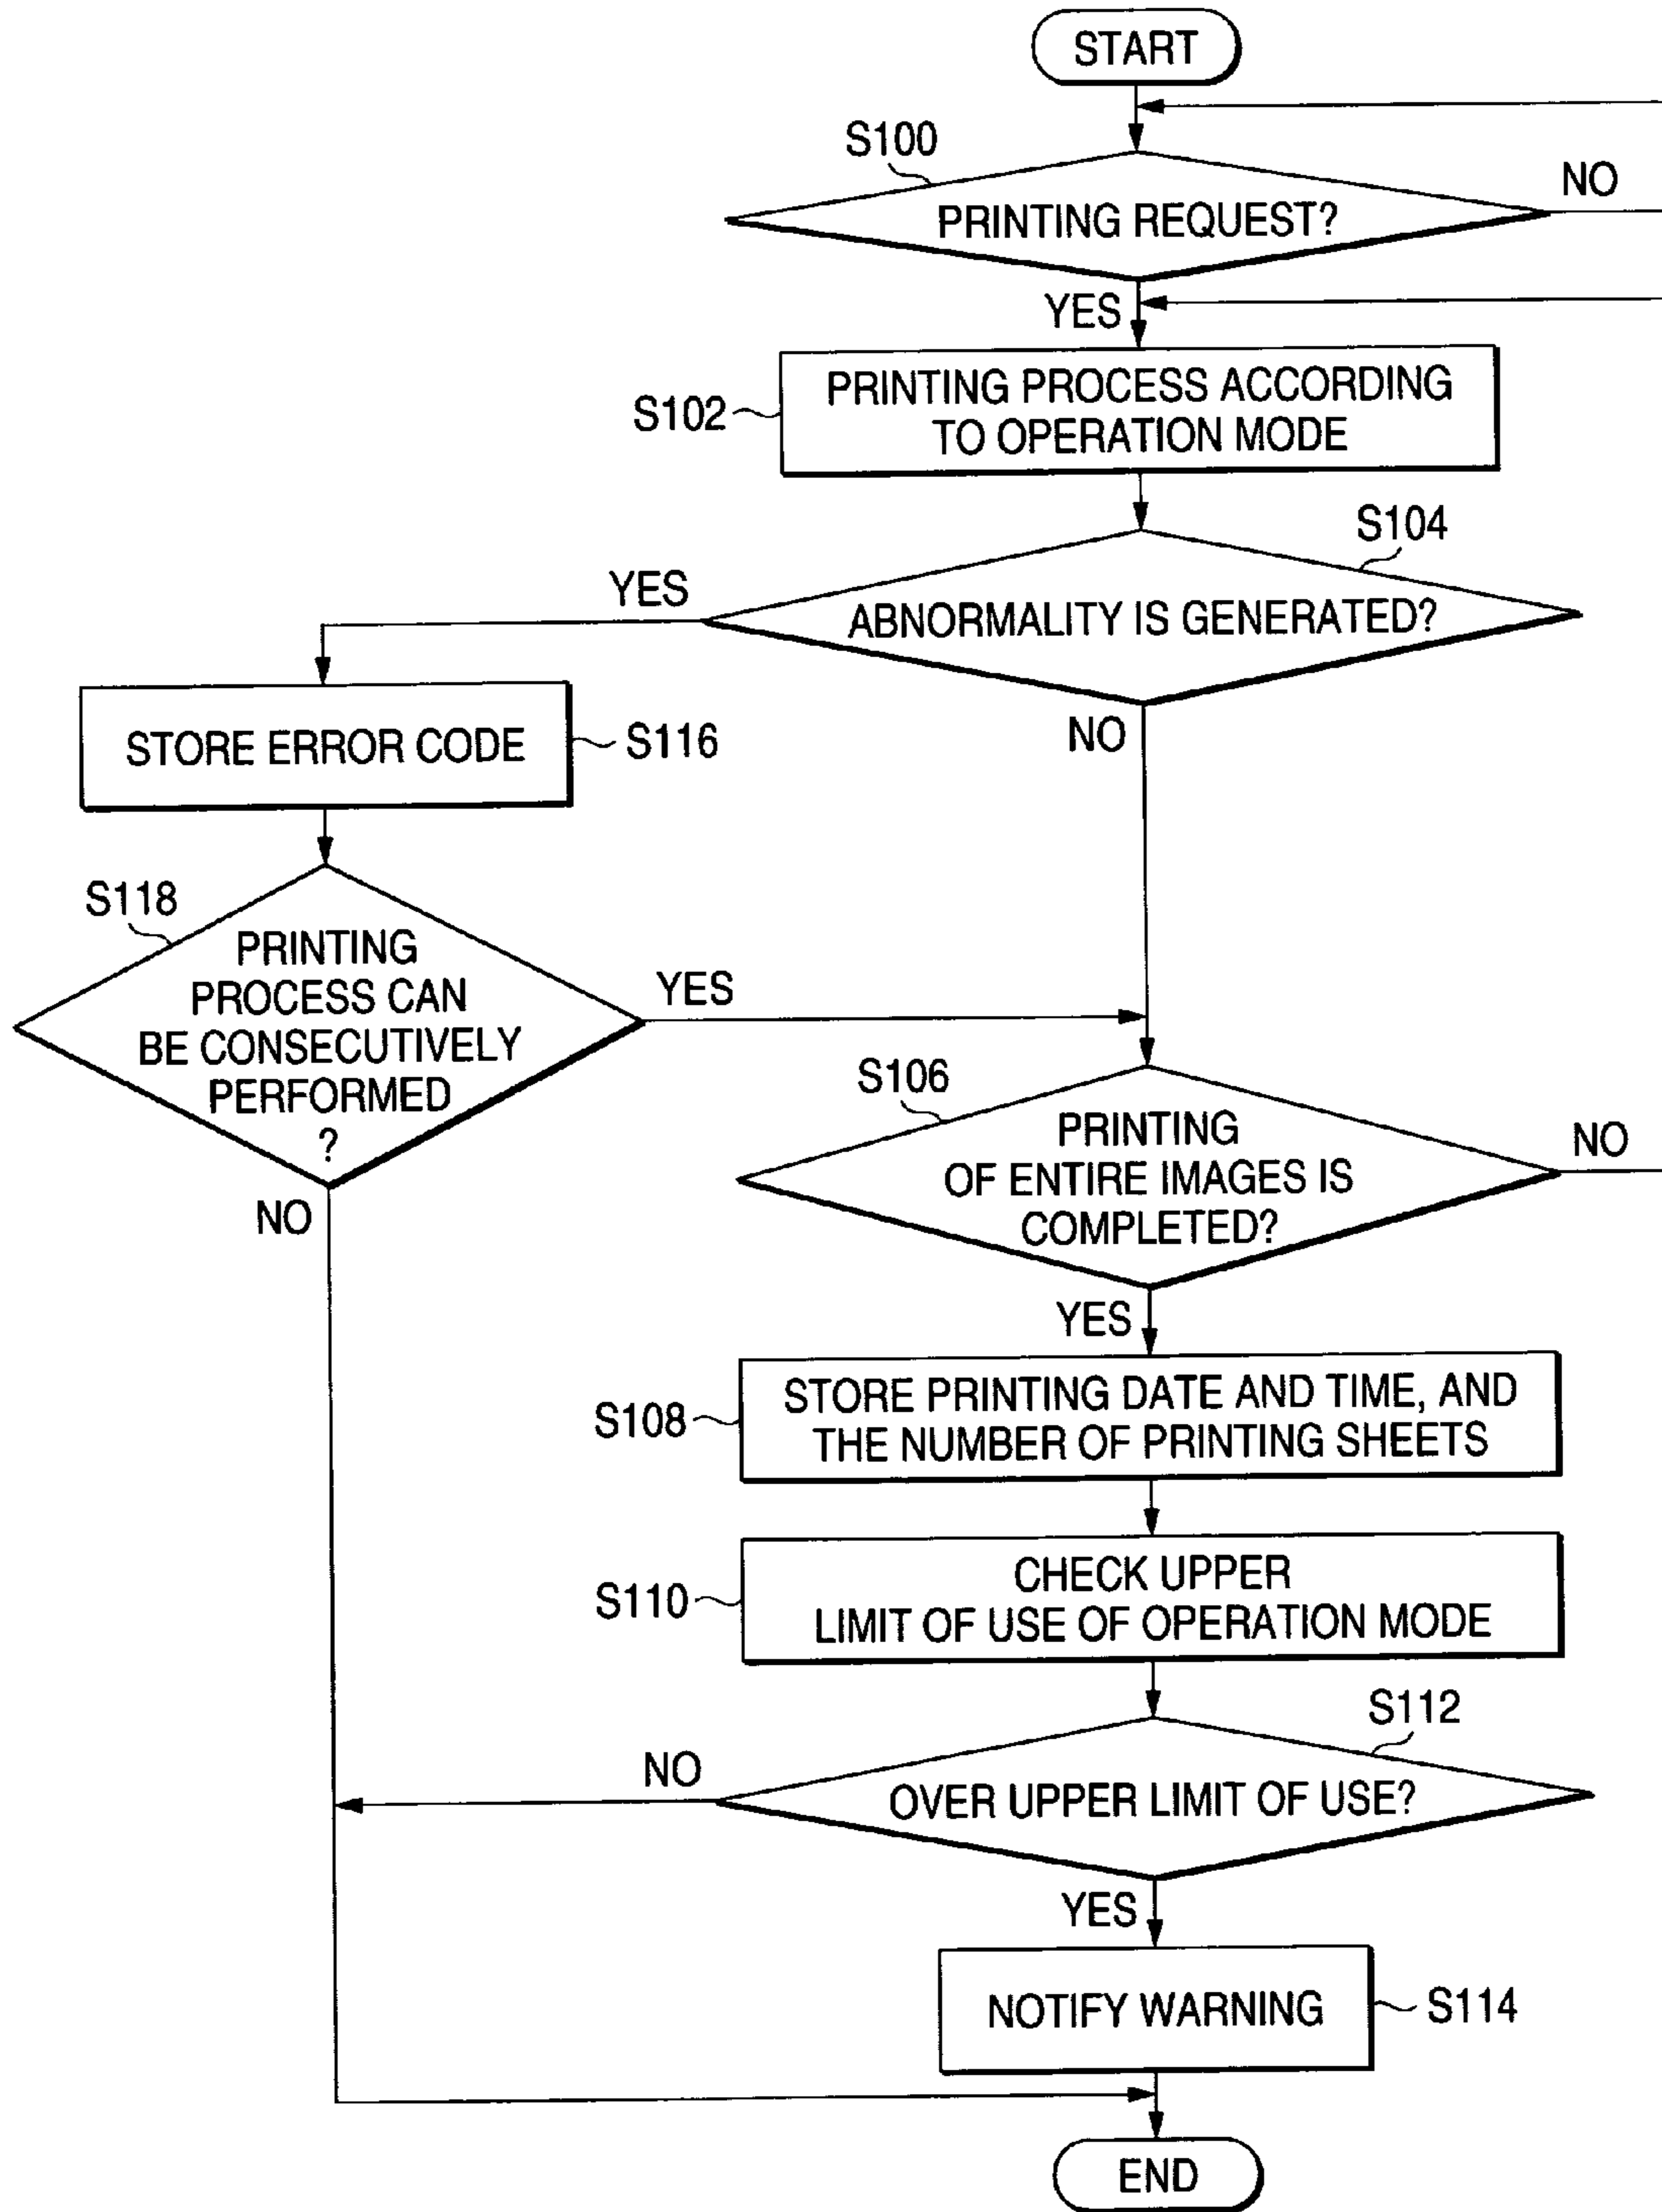 START
S100
NO
PRINTING REQUEST?
YES
S102
PRINTING PROCESS ACCORDING
TO OPERATION MODE
S104
YES
ABNORMALITY IS GENERATED?
NO
STORE ERROR CODE
S116
S118
PRINTING
PROCESS CAN
BE CONSECUTIVELY
PERFORMED
?
YES
NO
S106
PRINTING
OF ENTIRE IMAGES IS
COMPLETED?
NO
YES
S108
STORE PRINTING DATE AND TIME, AND
THE NUMBER OF PRINTING SHEETS
S110
CHECK UPPER
LIMIT OF USE OF OPERATION MODE
S112
NO
OVER UPPER LIMIT OF USE?
YES
NOTIFY WARNING
S114
END